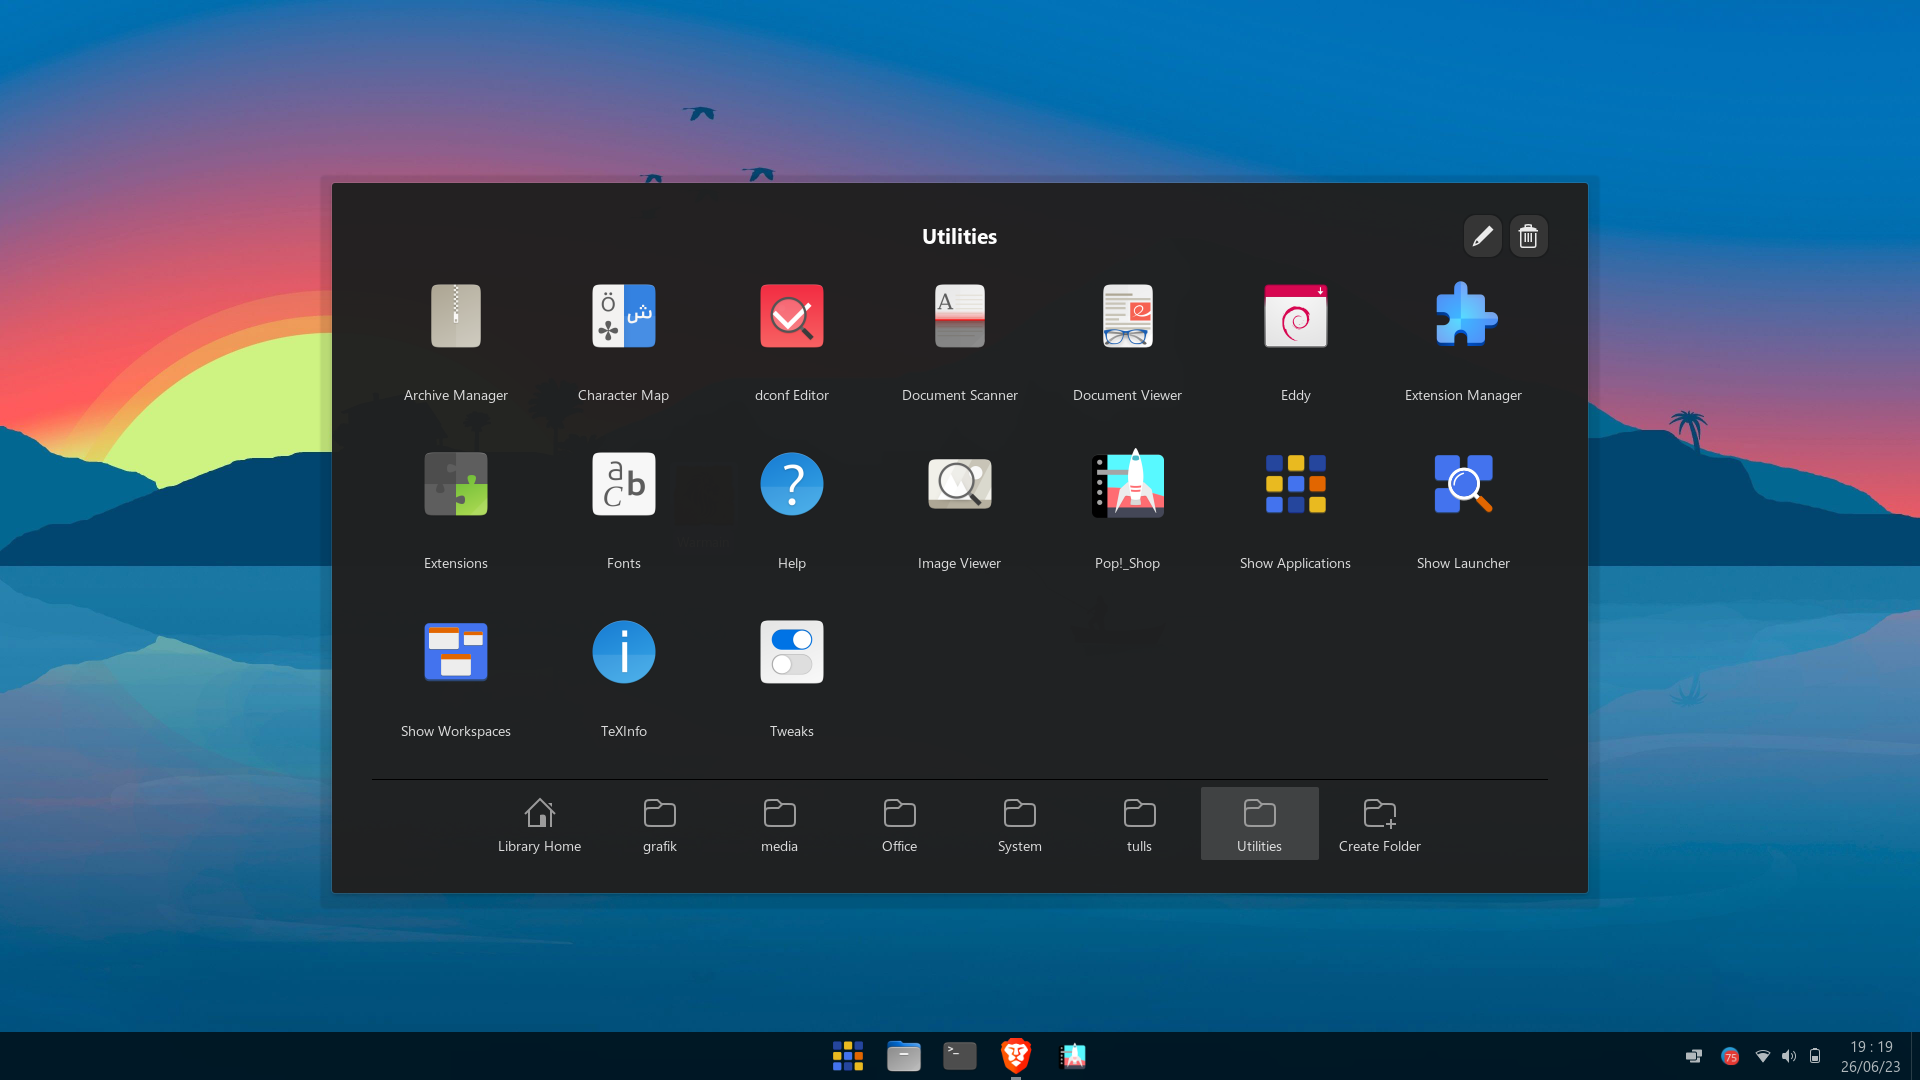 Utilities
Archive Manager
Character Map
dconf Editor
Document Scanner
Document Viewer
Eddy
Extension Manager
Extensions
Fonts
Help
Image Viewer
Pop!_Shop
Show Applications
Show Launcher
Show Workspaces
TeXInfo
Tweaks
Library Home
grafik
media
Office
System
tulls
Utilities
Create Folder
75
19 : 19
26/06/23